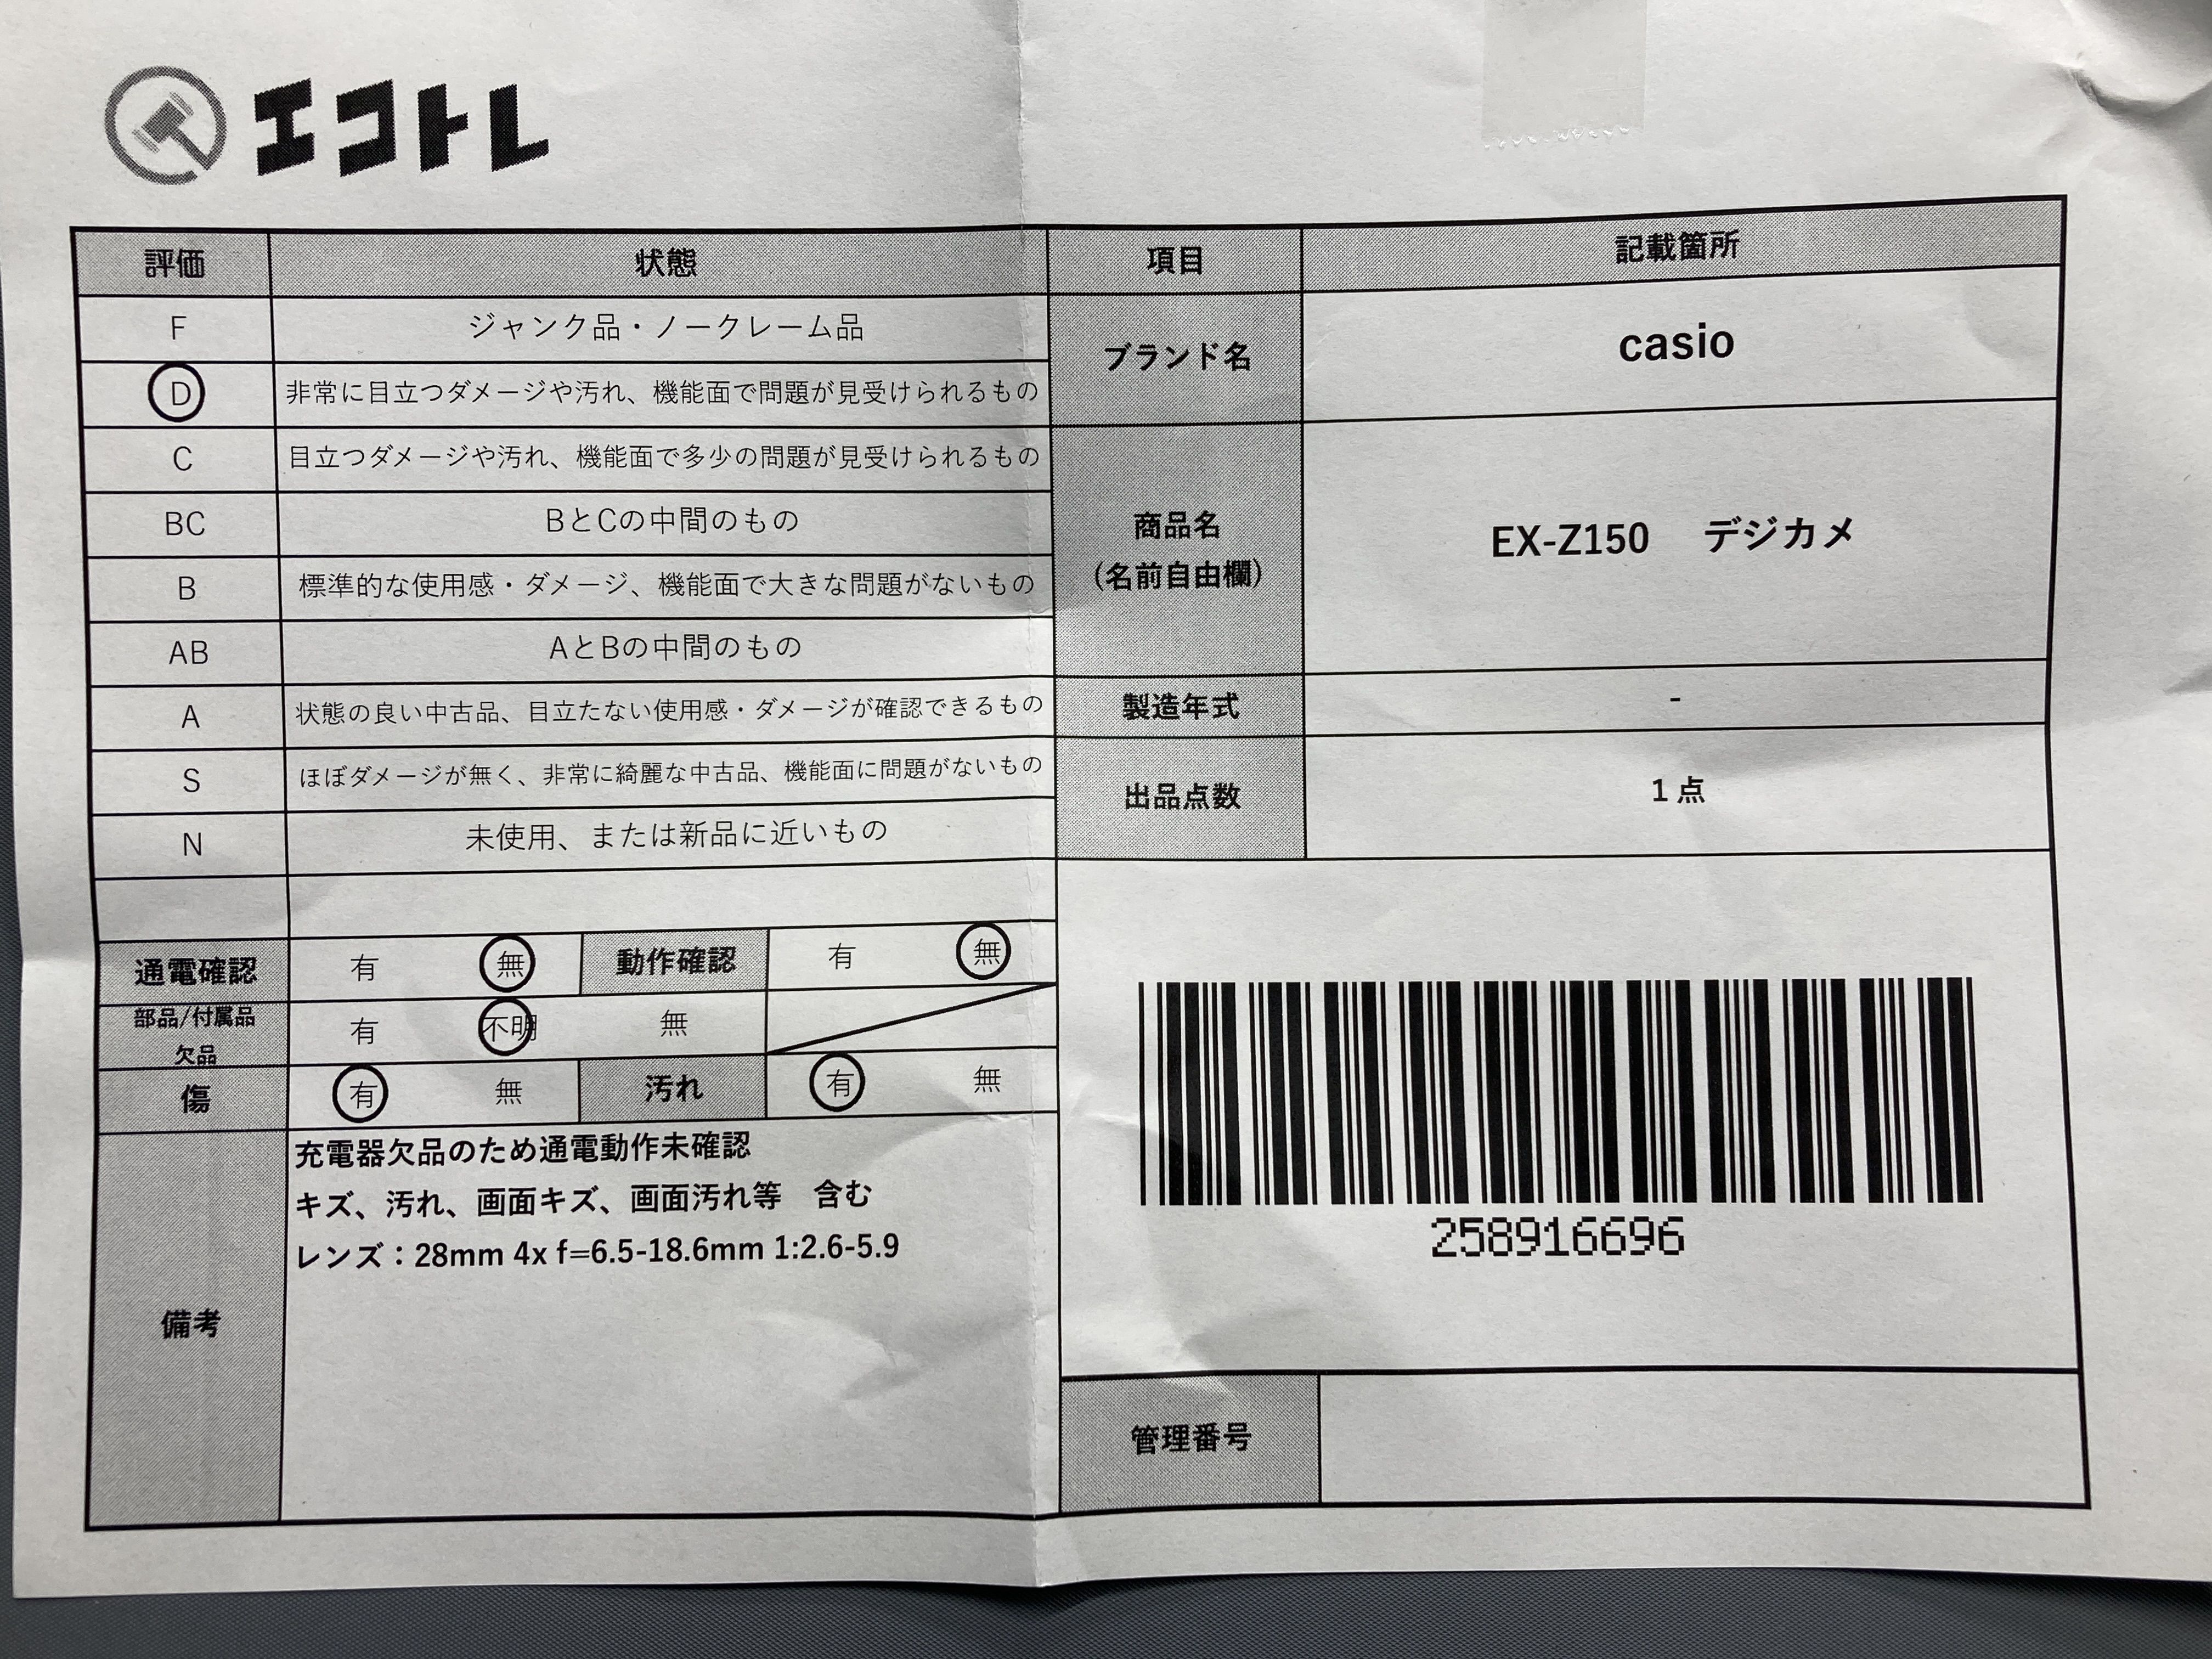 エコトレ
評価 状態
F ジャンク品・ノークレーム品
D 非常に目立つダメージや汚れ、機能面で問題が見受けられるもの
C 目立つダメージや汚れ、機能面で多少の問題が見受けられるもの
BC BとCの中間のもの
B 標準的な使用感・ダメージ、機能面で大きな問題がないもの
AB AとBの中間のもの
A 状態の良い中古品、目立たない使用感・ダメージが確認できるもの
S ほぼダメージが無く、非常に綺麗な中古品、機能面に問題がないもの
N 未使用、または新品に近いもの
通電確認 有 無 動作確認 有 無
部品/付属品
欠品 有 不明 無
傷 有 無 汚れ 有 無
備考
充電器欠品のため通電動作未確認
キズ、汚れ、画面キズ、画面汚れ等 含む
レンズ：28mm 4x f=6.5-18.6mm 1:2.6-5.9
項目 記載箇所
ブランド名 casio
商品名
(名前自由欄)
EX-Z150 デジカメ
製造年式 -
出品点数 1 点
258916696
管理番号